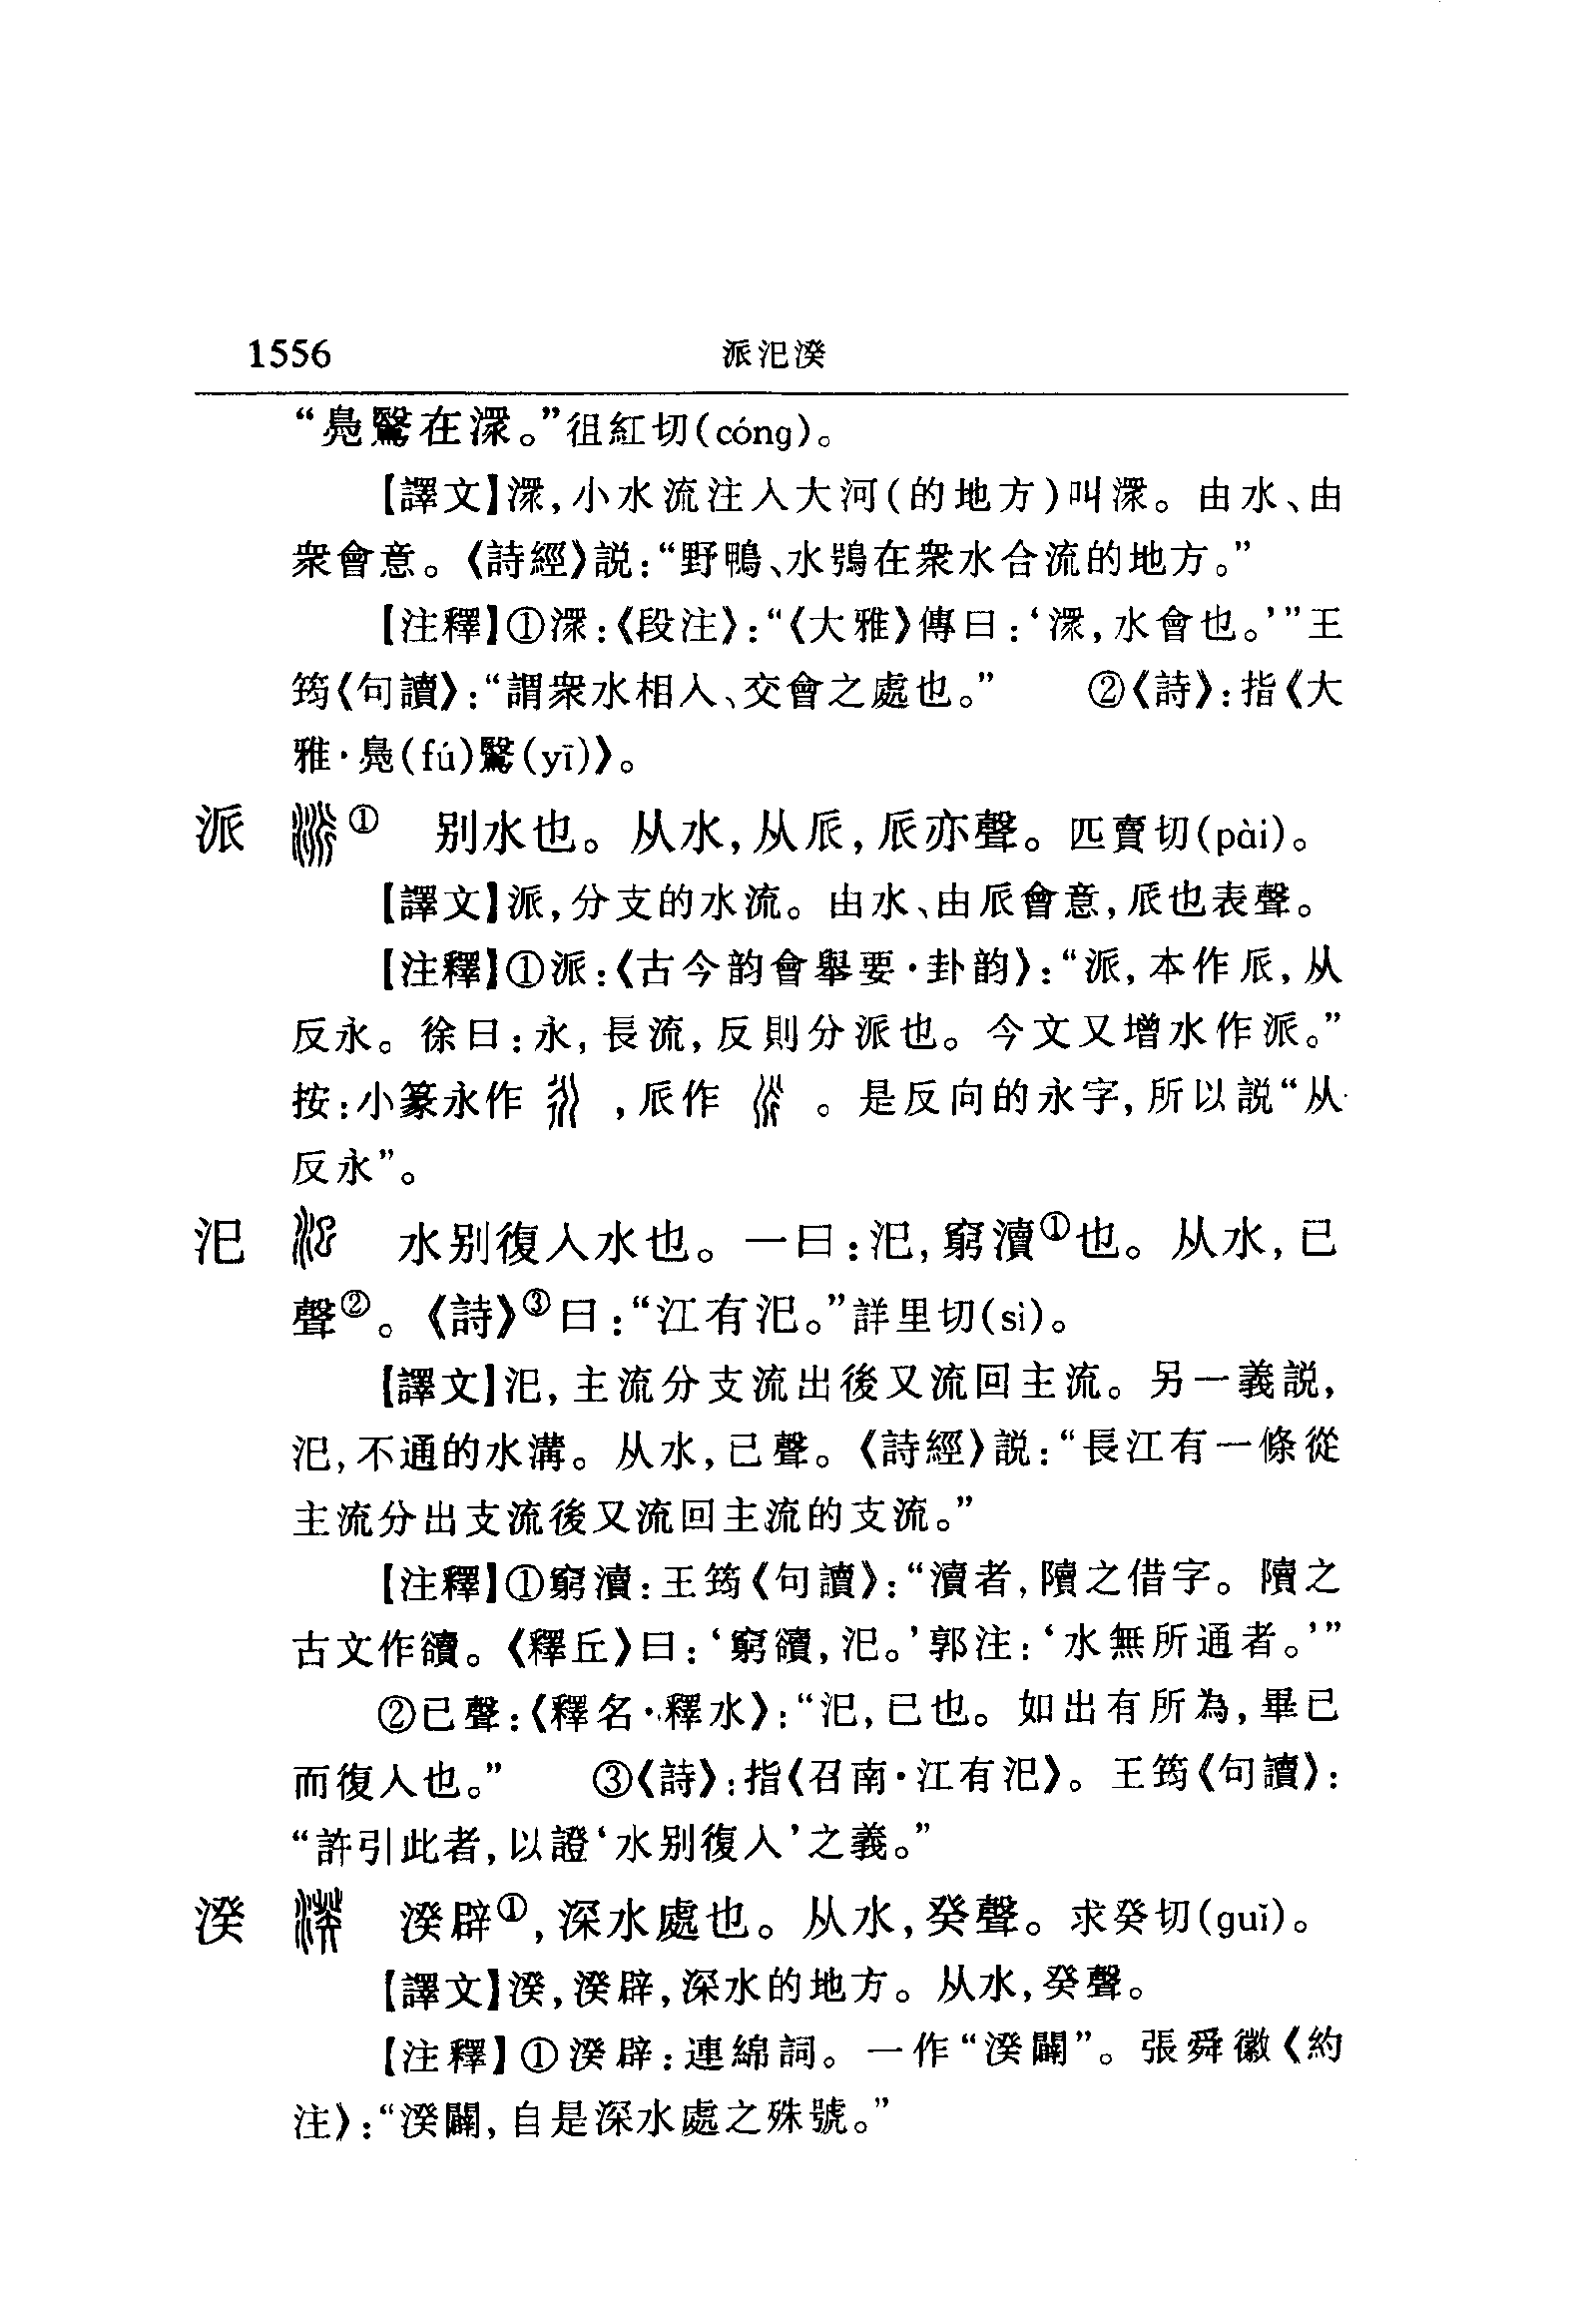 1556 派汜湀
“鳧鷖在潀。”徂紅切(cóng)。
【譯文】潀,小水流注入大河(的地方)叫潀。由水、由
衆會意。《詩經》説:“野鴨、水鴞在衆水合流的地方。”
【注釋】①潀:《段注》:“《大雅》傳曰:‘潀,水會也。’”王
筠《句讀》:“謂衆水相入、交會之處也。” ②《詩》:指《大
雅·鳧(fú)鷖(yī)》。
派 ① 别水也。从水,从𠂢,𠂢亦聲。匹賣切(pài)。
【譯文】派,分支的水流。由水、由𠂢會意,𠂢也表聲。
【注釋】①派:《古今韵會舉要·卦韵》:“派,本作𠂢,从
反永。徐曰:永,長流,反則分派也。今文又增水作派。”
按:小篆永作 ,𠂢作 。是反向的永字,所以説“从
反永”。
汜 水别復入水也。一曰:汜,窮瀆①也。从水,已
聲②。《詩》③曰:“江有汜。”詳里切(sì)。
【譯文】汜,主流分支流出後又流回主流。另一義説,
汜,不通的水溝。从水,已聲。《詩經》説:“長江有一條從
主流分出支流後又流回主流的支流。”
【注釋】①窮瀆:王筠《句讀》:“瀆者,隫之借字。隫之
古文作𧷗。《釋丘》曰:‘窮𧷗,汜。’郭注:‘水無所通者。’”
②已聲:《釋名·釋水》:“汜,已也。如出有所為,畢已
而復入也。” ③《詩》:指《召南·江有汜》。王筠《句讀》:
“許引此者,以證‘水别復入’之義。”
湀 湀辟①,深水處也。从水,癸聲。求癸切(guǐ)。
【譯文】湀,湀辟,深水的地方。从水,癸聲。
【注釋】①湀辟:連綿詞。一作“湀闢”。張舜徽《約
注》:“湀闢,自是深水處之殊號。”